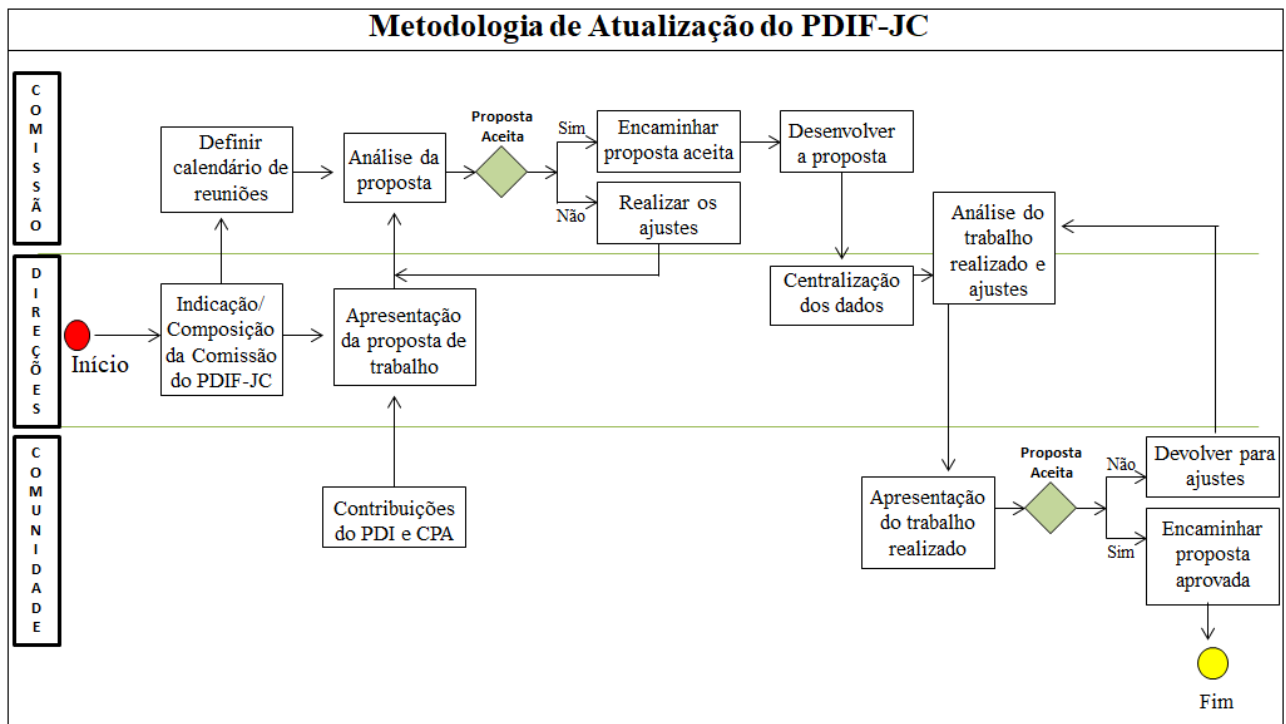 Metodologia de Atualização do PDIF-JC
COMISSÃO
Definir
calendário de
reuniões
Análise da
proposta
Proposta
Aceita
Sim
Não
Encaminhar
proposta aceita
Realizar os
ajustes
Desenvolver
a proposta
Análise do
trabalho
realizado e
ajustes
DIREÇÕES
Início
Indicação/
Composição
da Comissão
do PDIF-JC
Apresentação
da proposta de
trabalho
Centralização
dos dados
COMUNIDADE
Contribuições
do PDI e CPA
Apresentação
do trabalho
realizado
Proposta
Aceita
Não
Sim
Devolver para
ajustes
Encaminhar
proposta
aprovada
Fim